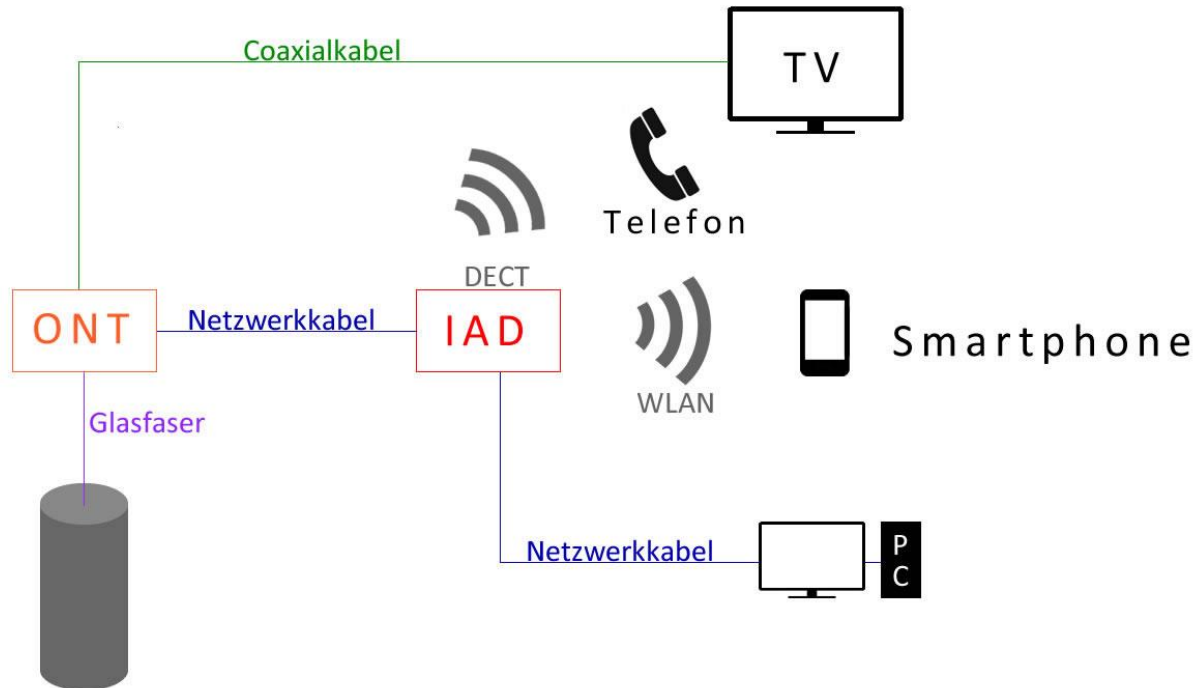 Coaxialkabel
TV
Telefon
DECT
ONT
Netzwerkkabel
IAD
Smartphone
WLAN
Glasfaser
Netzwerkkabel
P
C